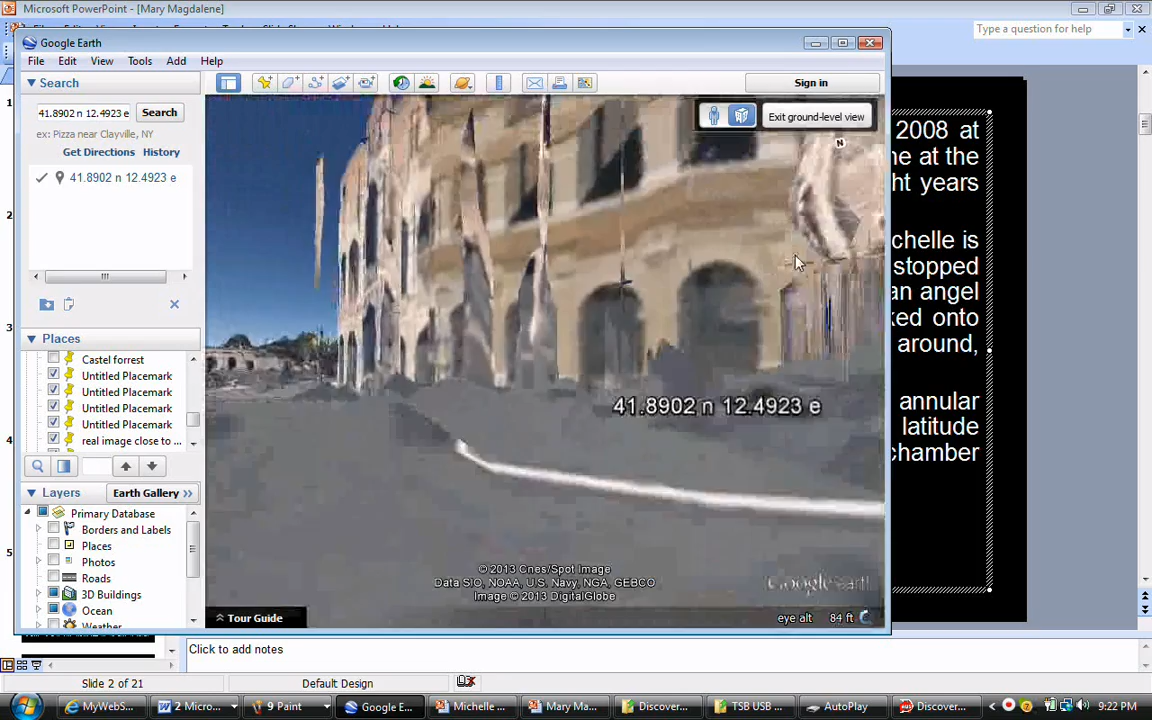 Microsoft PowerPoint - [Mary Magdalene]
Type a question for help
Google Earth
File Edit View Tools Add Help
Search
Sign in
41.8902 n 12.4923 e
Search
Exit ground-level view
ex: Pizza near Clayville, NY
Get Directions History
N
41.8902 n 12.4923 e
2008 at
ne at the
ht years
chelle is
stopped
an angel
ked onto
around,
annular
latitude
chamber
1
2
3
4
5
Places
Castel forrest
Untitled Placemark
Untitled Placemark
Untitled Placemark
Untitled Placemark
real image close to ...
41.8902 n 12.4923 e
Layers
Earth Gallery >>
Primary Database
Borders and Labels
Places
Photos
Roads
3D Buildings
Ocean
Weather
© 2013 Cnes/Spot Image
Data SIO, NOAA, U.S. Navy, NGA, GEBCO
Image © 2013 DigitalGlobe
Google earth
Tour Guide
eye alt 84 ft
Click to add notes
Slide 2 of 21
Default Design
MyWebS...
2 Micro...
9 Paint
Google E...
Michelle ...
Mary Ma...
Discover...
TSB USB ...
AutoPlay
Discover...
9:22 PM